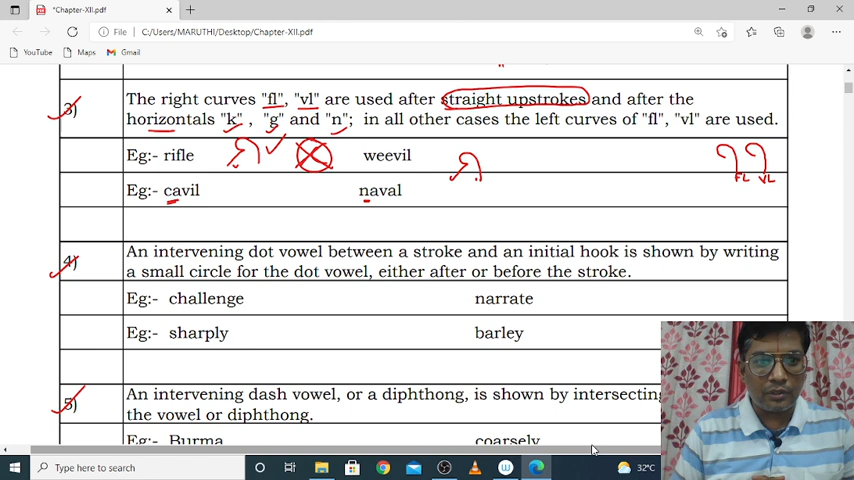 *Chapter-XII.pdf
File
C:/Users/MARUTHI/Desktop/Chapter-XII.pdf
YouTube
Maps
Gmail
3) The right curves "fl", "vl" are used after straight upstrokes and after the
horizontals "k" , "g" and "n"; in all other cases the left curves of "fl", "vl" are used.
Eg:- rifle weevil
FL VL
Eg:- cavil naval
4) An intervening dot vowel between a stroke and an initial hook is shown by writing
a small circle for the dot vowel, either after or before the stroke.
Eg:- challenge narrate
Eg:- sharply barley
5) An intervening dash vowel, or a diphthong, is shown by intersecting
the vowel or diphthong.
Eg:- Burma coarsely
Type here to search
32°C